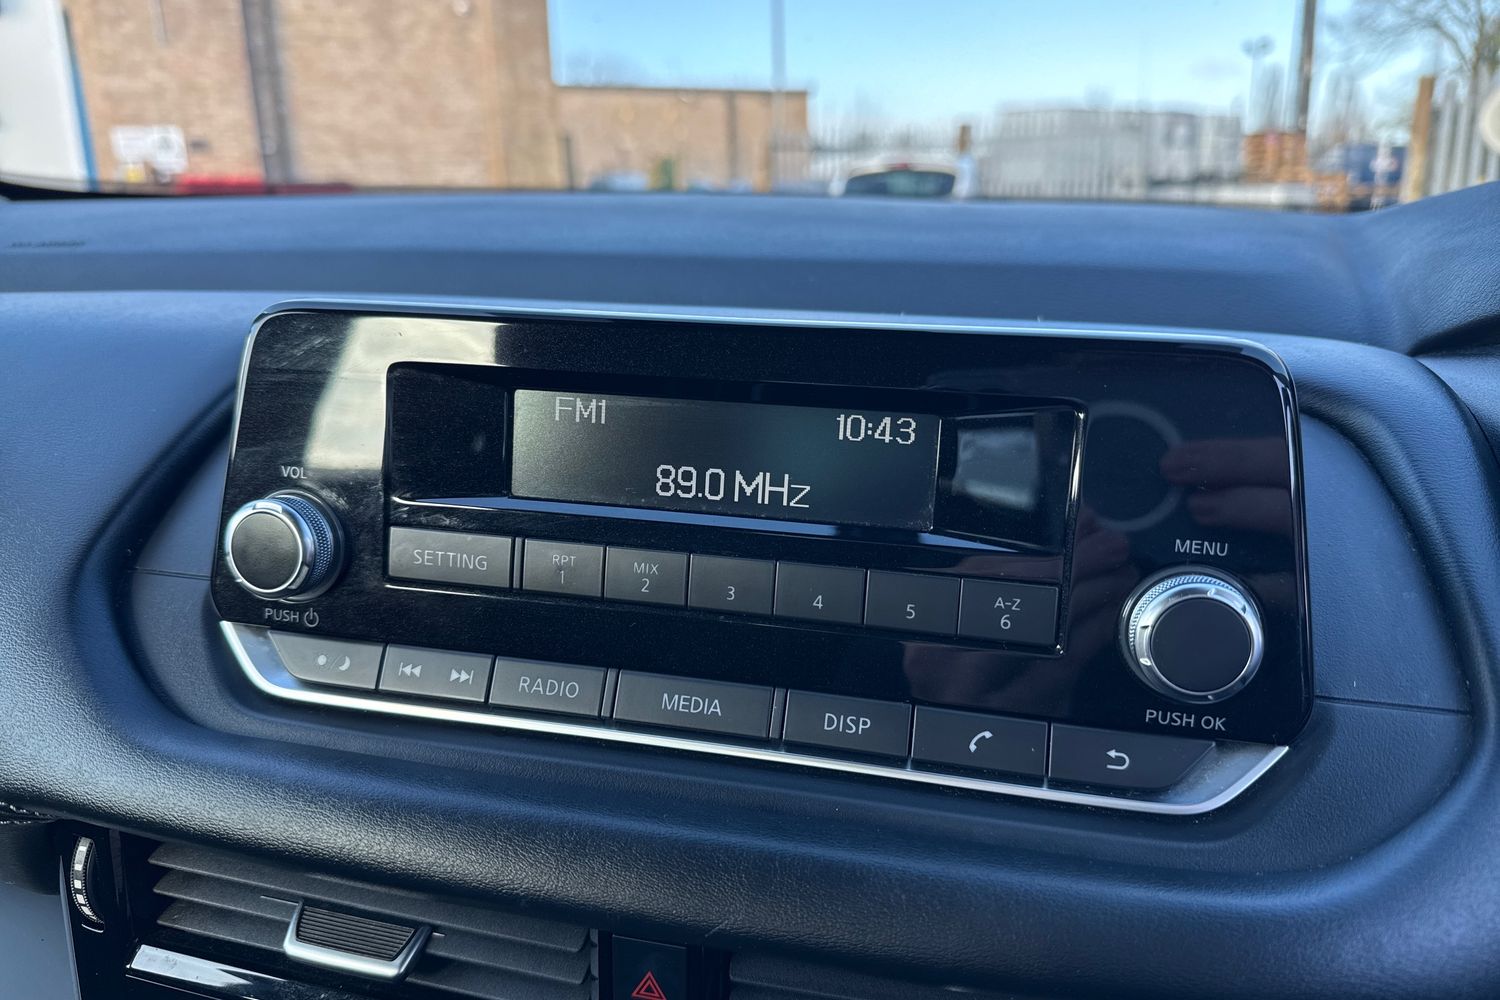 FM1
10:43
89.0 MHz
VOL
PUSH
SETTING
RPT
1
MIX
2
3
4
5
A-Z
6
MENU
PUSH OK
RADIO
MEDIA
DISP